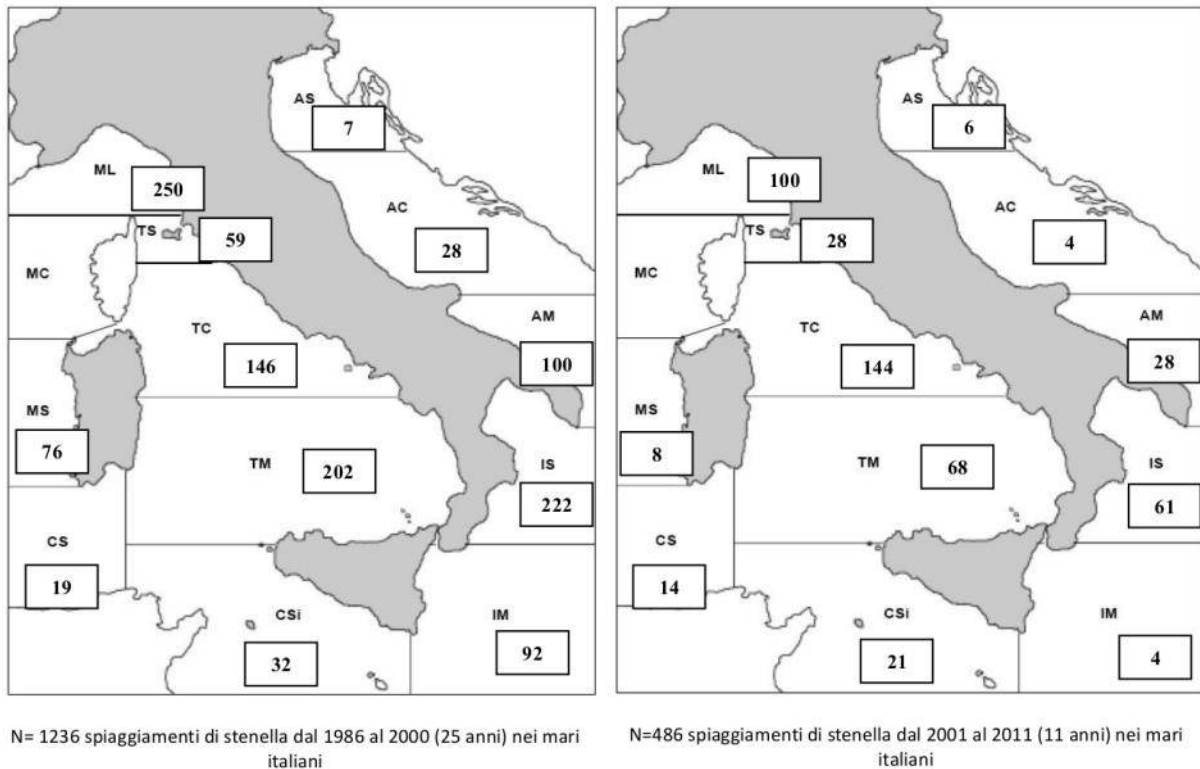 AS
7
ML
250
AC
28
TS
59
MC
TC
146
AM
100
MS
76
TM
202
IS
222
CS
19
CSi
32
IM
92
N= 1236 spiaggiamenti di stenella dal 1986 al 2000 (25 anni) nei mari
italiani
AS
6
ML
100
AC
4
TS
28
MC
TC
144
AM
28
MS
8
TM
68
IS
61
CS
14
CSi
21
IM
4
N=486 spiaggiamenti di stenella dal 2001 al 2011 (11 anni) nei mari
italiani